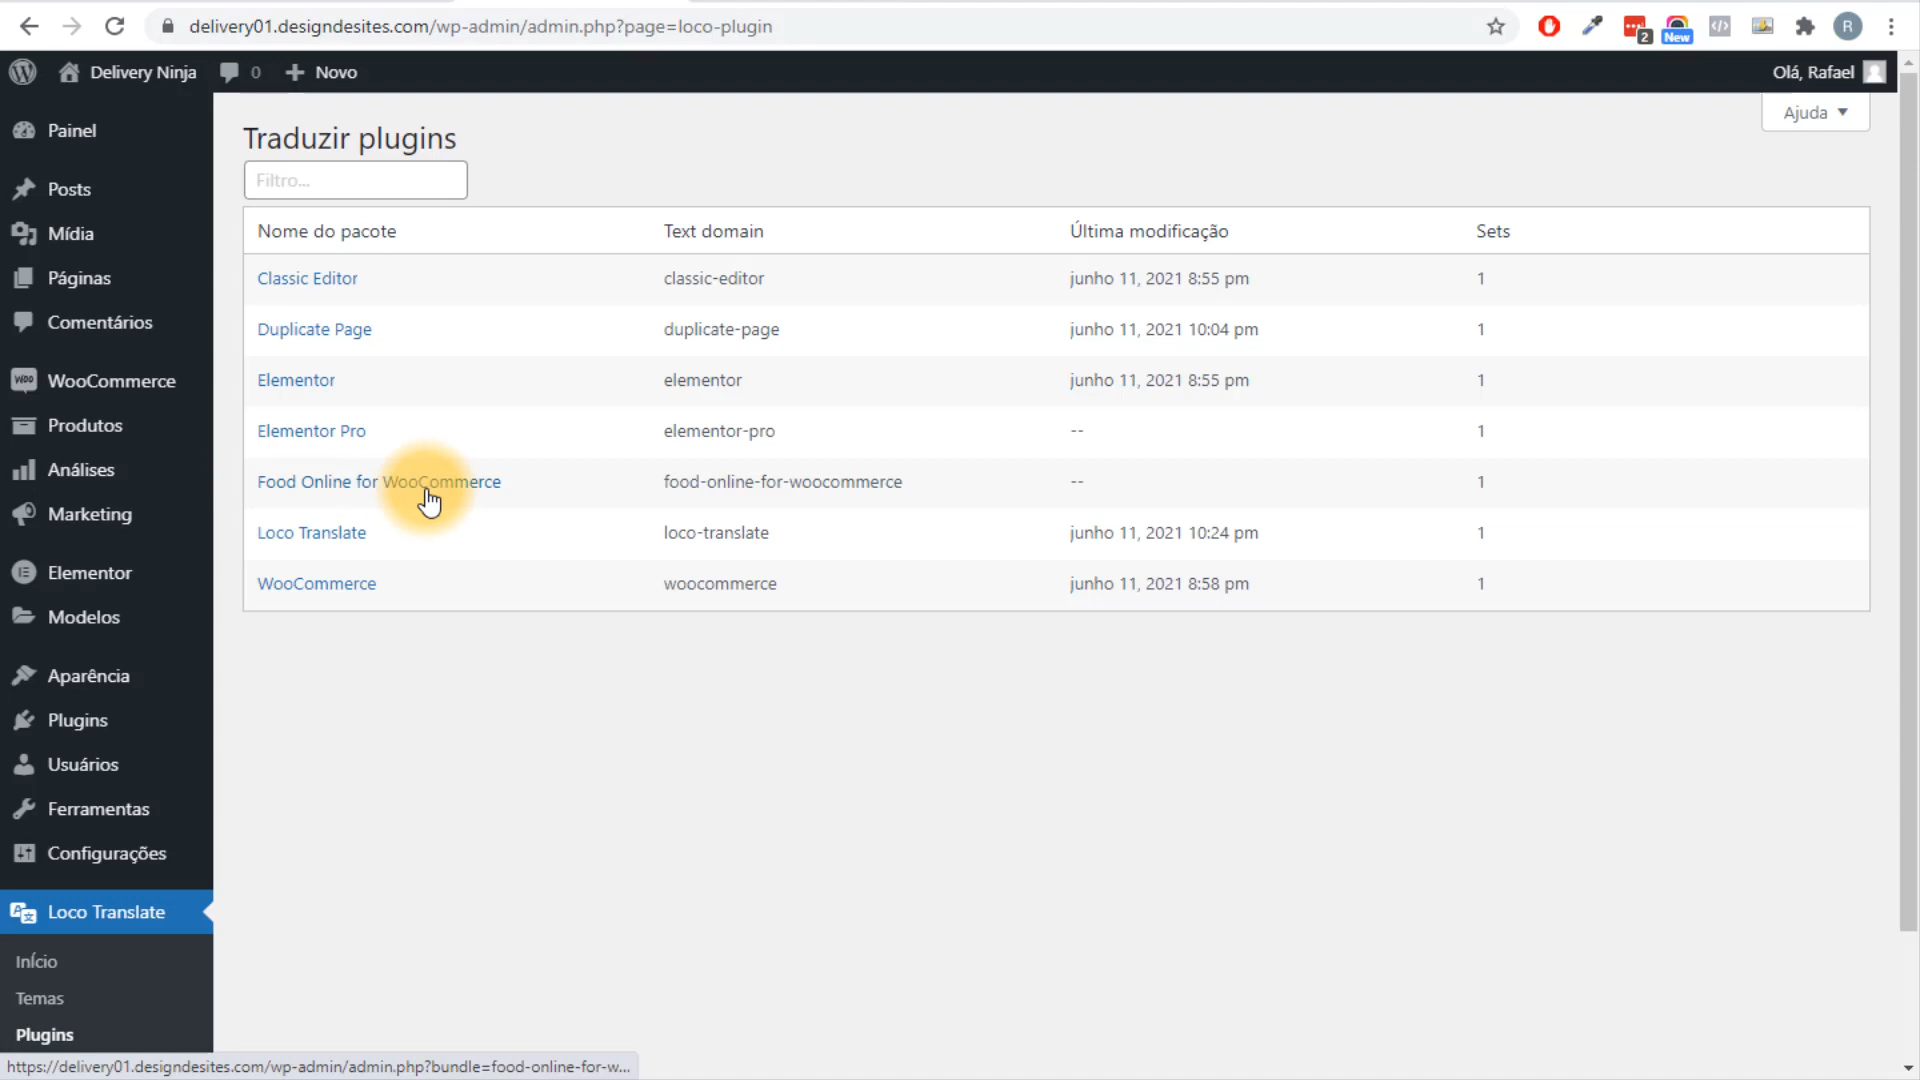 delivery01.designdesites.com/wp-admin/admin.php?page=loco-plugin
2
New
R
Delivery Ninja
0
Novo
Olá, Rafael
Ajuda
Painel
Posts
Mídia
Páginas
Comentários
WooCommerce
Produtos
Análises
Marketing
Elementor
Modelos
Aparência
Plugins
Usuários
Ferramentas
Configurações
Loco Translate
Início
Temas
Plugins
Traduzir plugins
Filtro...
Nome do pacote Text domain Última modificação Sets
Classic Editor classic-editor junho 11, 2021 8:55 pm 1
Duplicate Page duplicate-page junho 11, 2021 10:04 pm 1
Elementor elementor junho 11, 2021 8:55 pm 1
Elementor Pro elementor-pro -- 1
Food Online for WooCommerce food-online-for-woocommerce -- 1
Loco Translate loco-translate junho 11, 2021 10:24 pm 1
WooCommerce woocommerce junho 11, 2021 8:58 pm 1
https://delivery01.designdesites.com/wp-admin/admin.php?bundle=food-online-for-w...